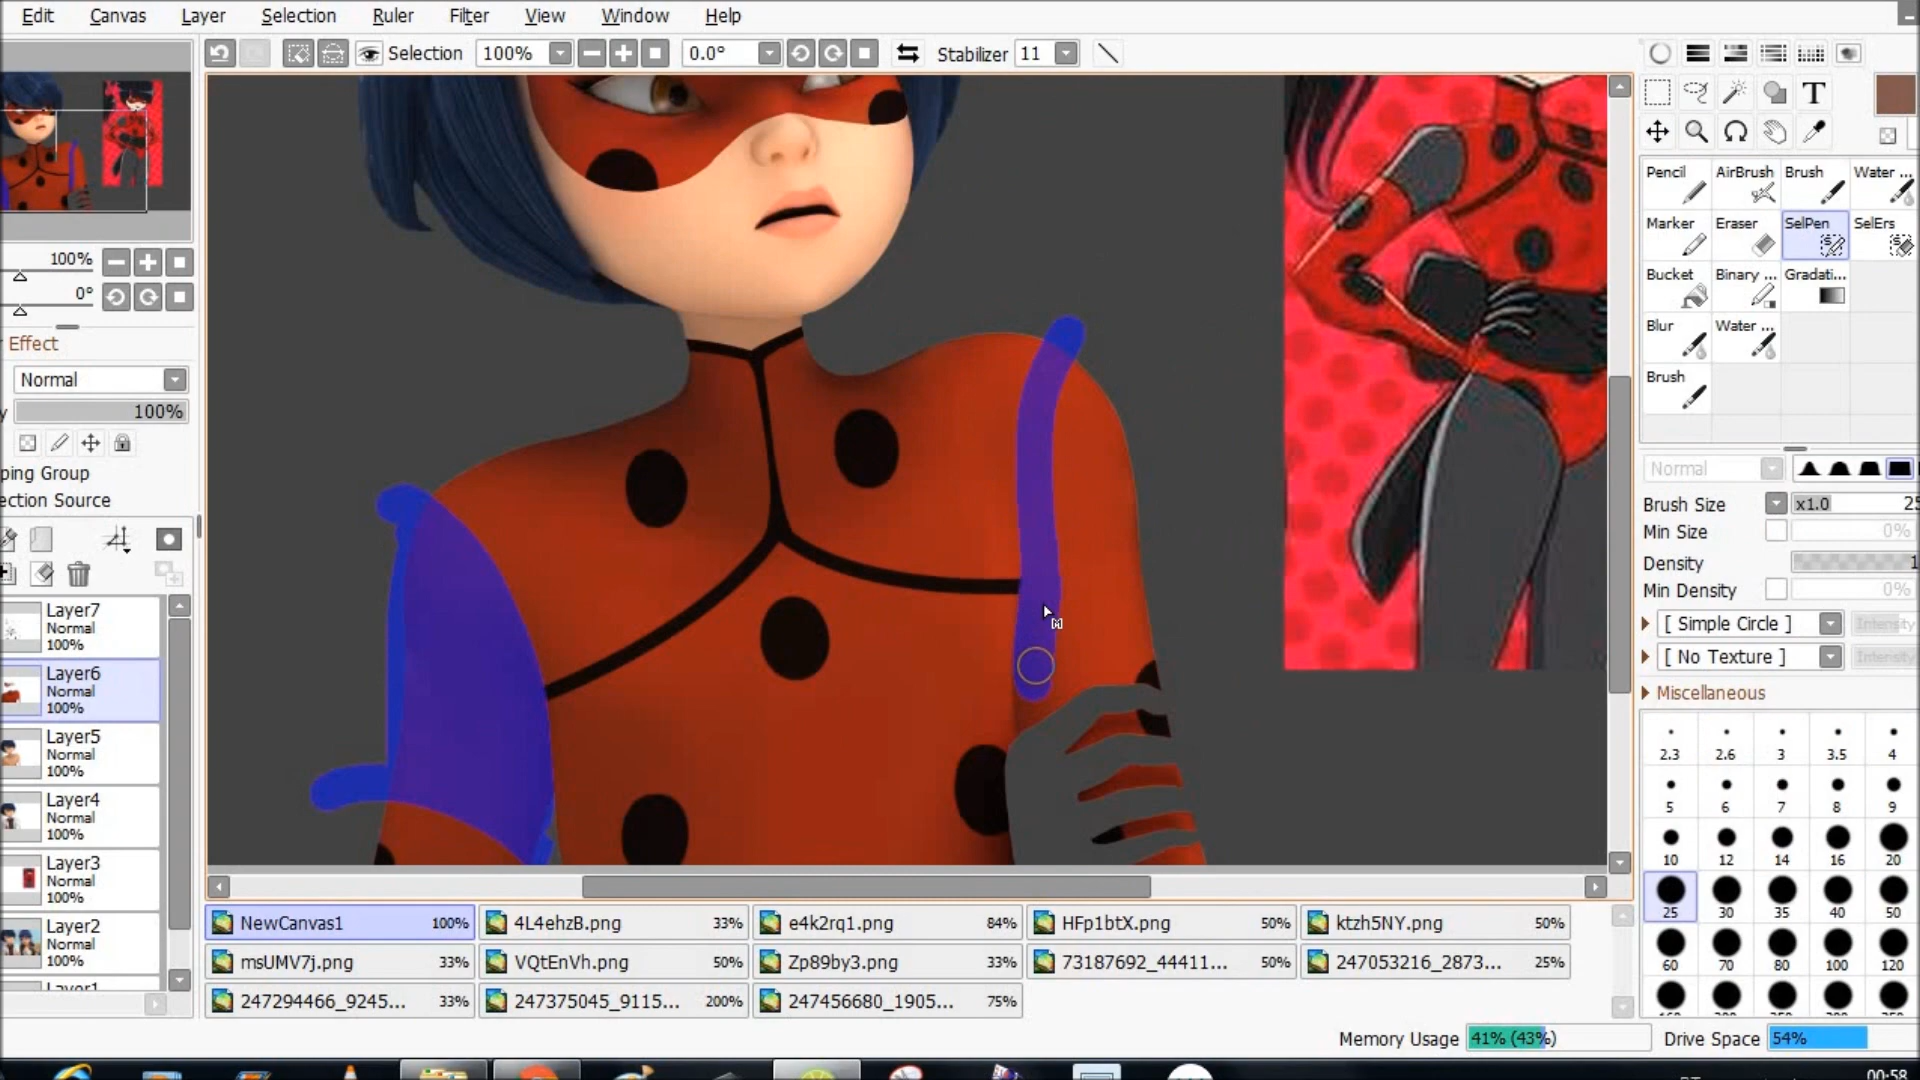 Edit Canvas Layer Selection Ruler Filter View Window Help
Selection 100% 0.0° Stabilizer 11
T
Pencil AirBrush Brush Water ...
Marker Eraser SelPen SelErs
Bucket Binary ... Gradati...
Blur Water ...
Brush
100%
0°
Effect
Normal
100%
ping Group
ection Source
Layer7
Normal
100%
Layer6
Normal
100%
Layer5
Normal
100%
Layer4
Normal
100%
Layer3
Normal
100%
Layer2
Normal
100%
Layer1
Normal
Brush Size x1.0 25
Min Size 0%
Density 1
Min Density 0%
[ Simple Circle ] Intensity
[ No Texture ] Intensity
Miscellaneous
2.3 2.6 3 3.5 4
5 6 7 8 9
10 12 14 16 20
25 30 35 40 50
60 70 80 100 120
NewCanvas1 100% 4L4ehzB.png 33% e4k2rq1.png 84% HFp1btX.png 50% ktzh5NY.png 50%
msUMV7j.png 33% VQtEnVh.png 50% Zp89by3.png 33% 73187692_44411... 50% 247053216_2873... 25%
247294466_9245... 33% 247375045_9115... 200% 247456680_1905... 75%
Memory Usage 41% (43%) Drive Space 54%
00:58